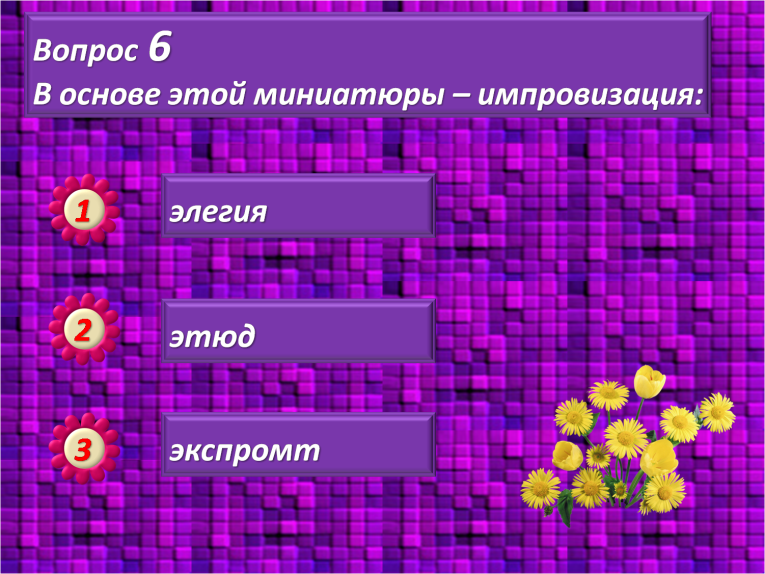 Вопрос 6
В основе этой миниатюры – импровизация:
1 элегия
2 этюд
3 экспромт